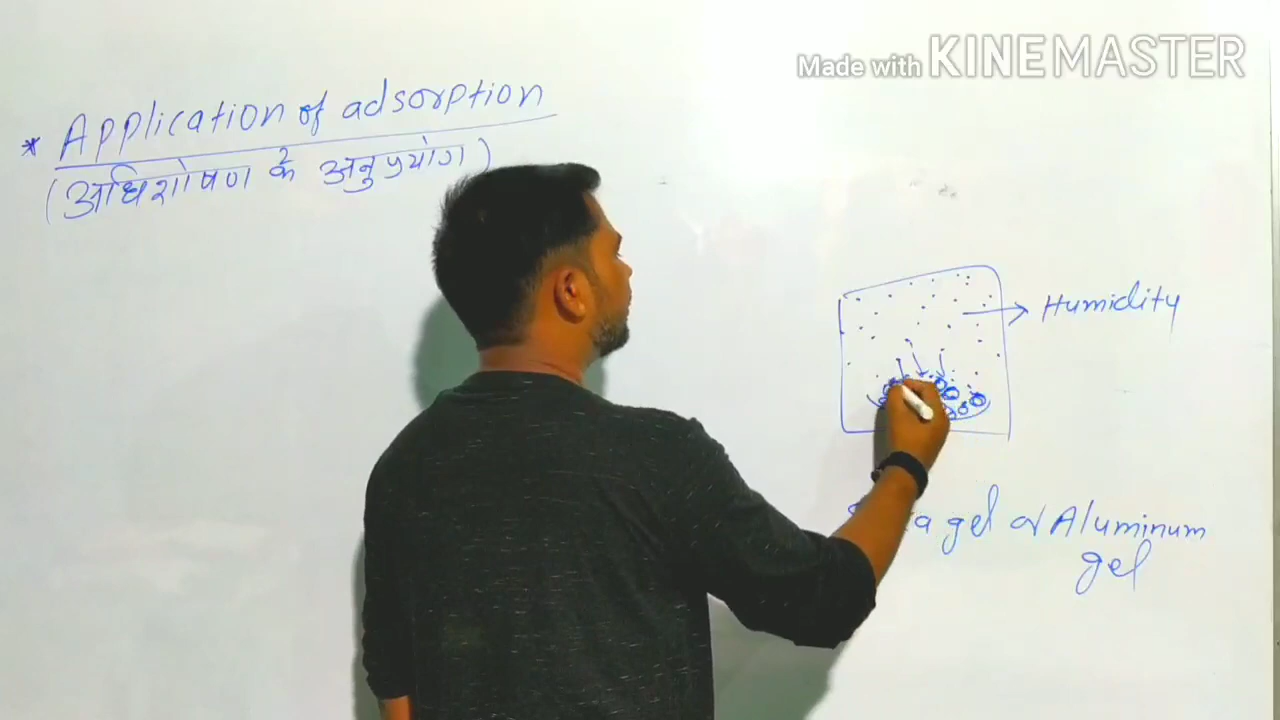 Made with KINEMASTER
* Application of adsorption
(अधिशोषण के अनुप्रयोग)
Humidity
gel or Aluminum
gel